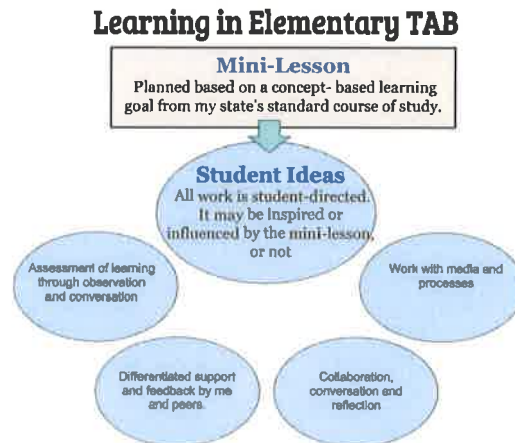 Learning in Elementary TAB
Mini-Lesson
Planned based on a concept- based learning
goal from my state's standard course of study.
Student Ideas
All work is student-directed.
It may be inspired or
influenced by the mini-lesson,
or not
Assessment of learning
through observation
and conversation
Work with media and
processes
Differentiated support
and feedback by me
and peers.
Collaboration,
conversation and
reflection